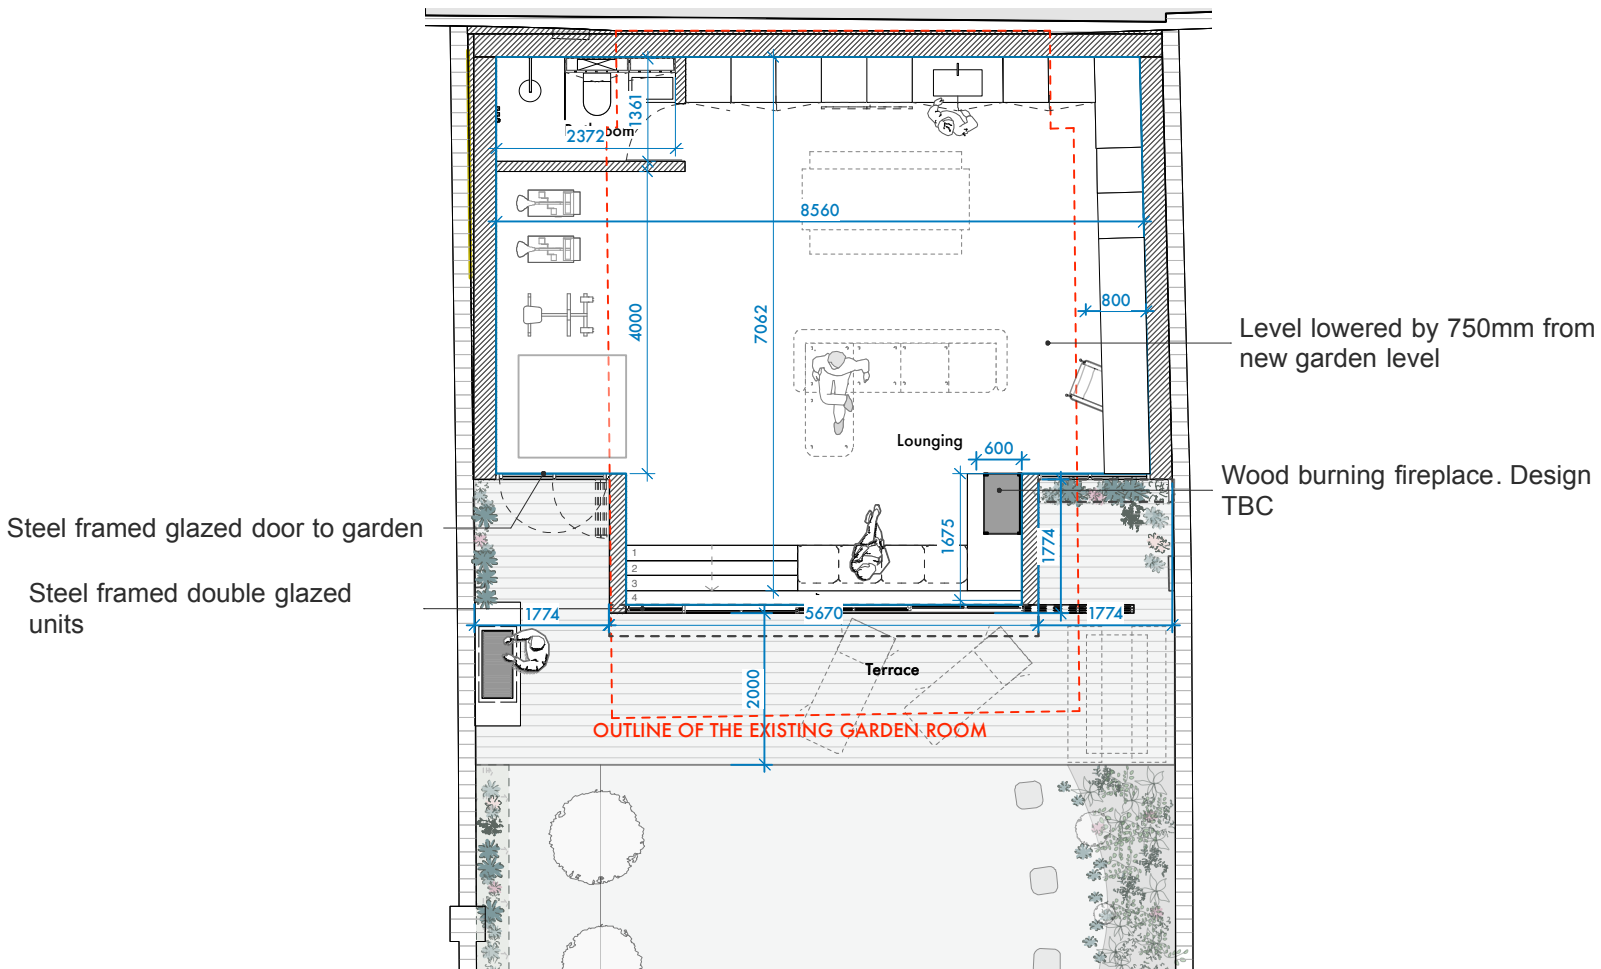 1361
2372
8560
800
4000
7062
Level lowered by 750mm from
new garden level
Lounging
600
Wood burning fireplace. Design
TBC
Steel framed glazed door to garden
1675
1774
1
2
3
4
Steel framed double glazed
units
1774
5670
1774
Terrace
2000
OUTLINE OF THE EXISTING GARDEN ROOM